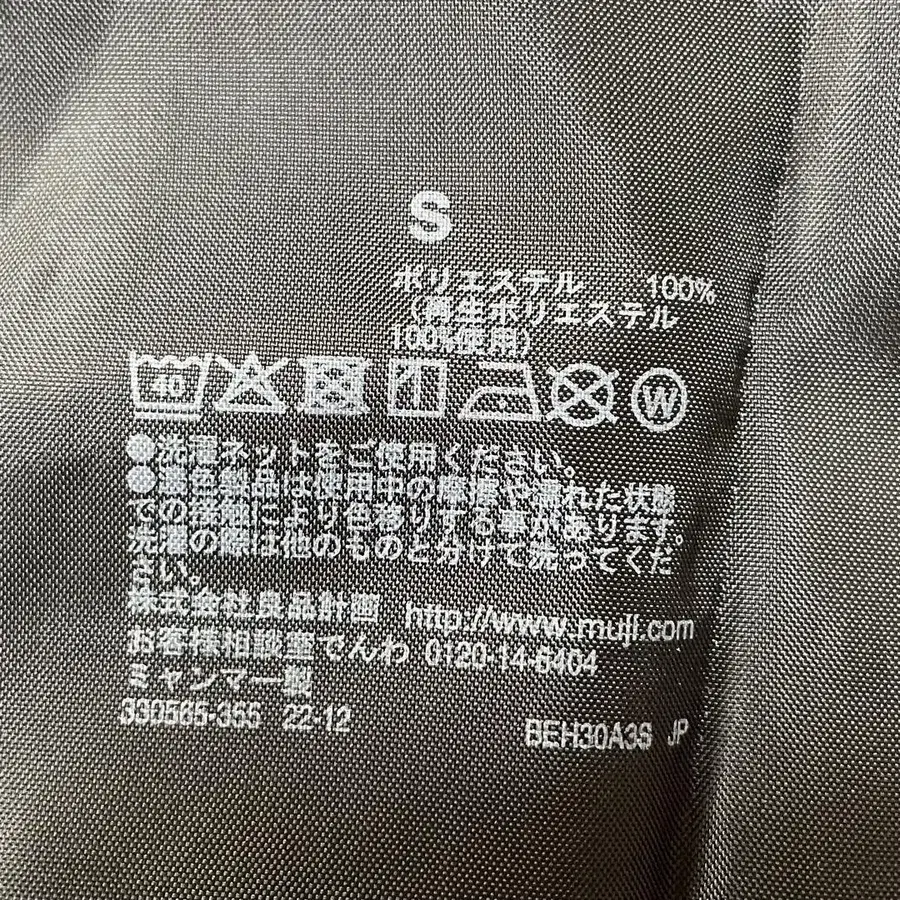 S
ポリエステル 100%
(再生ポリエステル
100%使用)
40 W
●洗濯ネットをご使用ください。
●濃色製品は使用中の摩擦や濡れた状態
での接触により色移りする事があります。
洗濯の際は他のものと分けて洗ってくだ
さい。
株式会社良品計画 http://www.muji.com
お客様相談室でんわ 0120-14-6404
ミャンマー製
330565-355 22-12
BEH30A3S JP